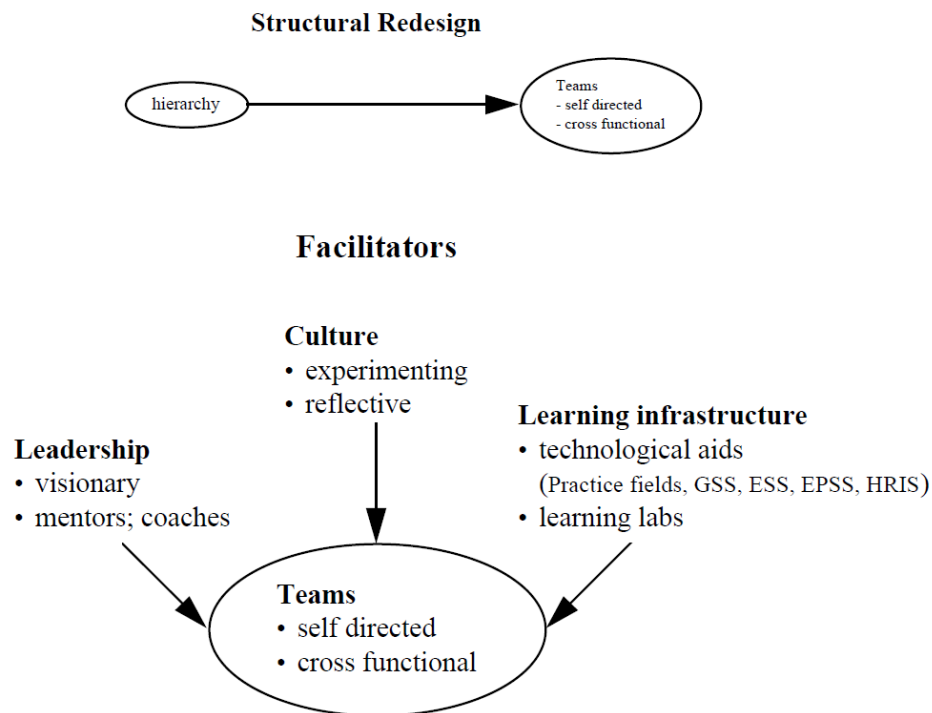 Structural Redesign
hierarchy
Teams
- self directed
- cross functional
Facilitators
Culture
• experimenting
• reflective
Leadership
• visionary
• mentors; coaches
Learning infrastructure
• technological aids
(Practice fields, GSS, ESS, EPSS, HRIS)
• learning labs
Teams
• self directed
• cross functional